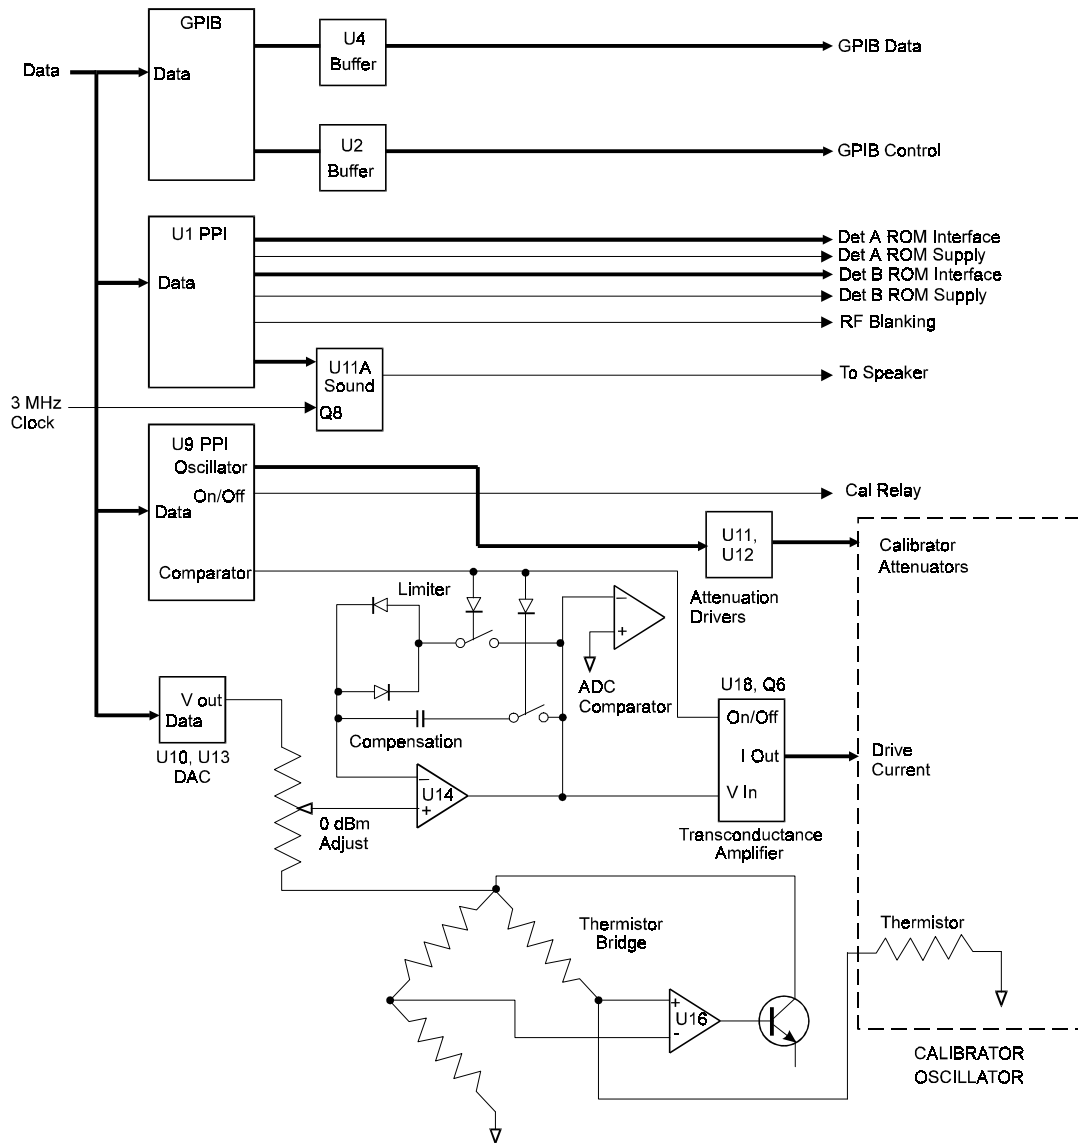 GPIB
U4
Buffer
GPIB Data
Data
Data
U2
Buffer
GPIB Control
U1 PPI
Det A ROM Interface
Det A ROM Supply
Data
Det B ROM Interface
Det B ROM Supply
RF Blanking
U11A
Sound
To Speaker
3 MHz
Clock
Q8
U9 PPI
Oscillator
On/Off
Cal Relay
Data
U11,
U12
Calibrator
Attenuators
Comparator
Limiter
Attenuation
Drivers
–
+
ADC
Comparator
U18, Q6
V out
Data
On/Off
U10, U13
DAC
Compensation
I Out
Drive
Current
–
U14
+
V In
0 dBm
Adjust
Transconductance
Amplifier
Thermistor
Bridge
Thermistor
+
U16
-
CALIBRATOR
OSCILLATOR